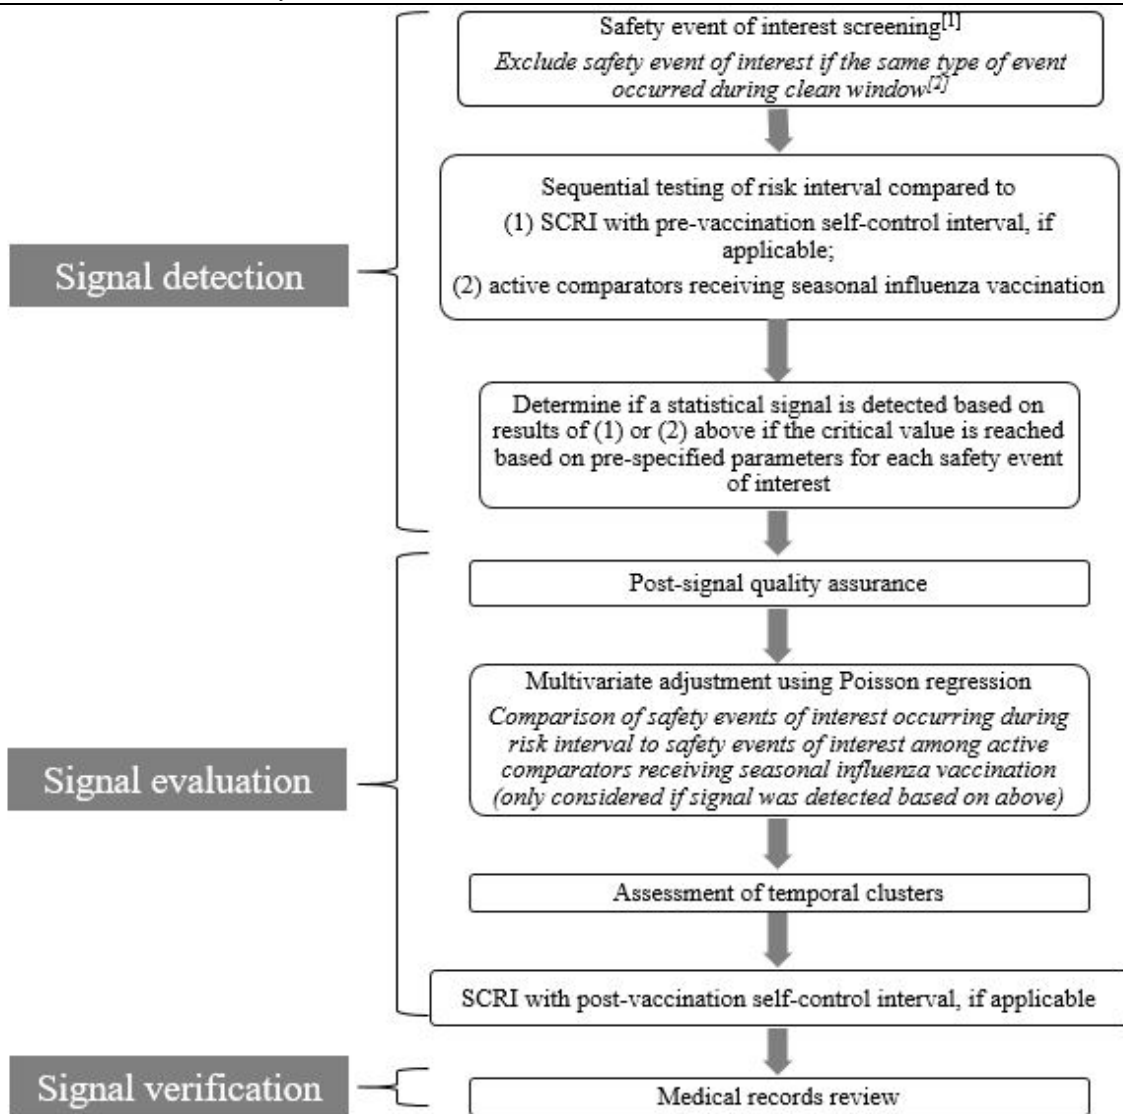 Safety event of interest screening[1]
Exclude safety event of interest if the same type of event
occurred during clean window[2]
Sequential testing of risk interval compared to
(1) SCRI with pre-vaccination self-control interval, if
applicable;
(2) active comparators receiving seasonal influenza vaccination
Signal detection
Determine if a statistical signal is detected based on
results of (1) or (2) above if the critical value is reached
based on pre-specified parameters for each safety event
of interest
Post-signal quality assurance
Multivariate adjustment using Poisson regression
Comparison of safety events of interest occurring during
risk interval to safety events of interest among active
comparators receiving seasonal influenza vaccination
(only considered if signal was detected based on above)
Signal evaluation
Assessment of temporal clusters
SCRI with post-vaccination self-control interval, if applicable
Signal verification
Medical records review